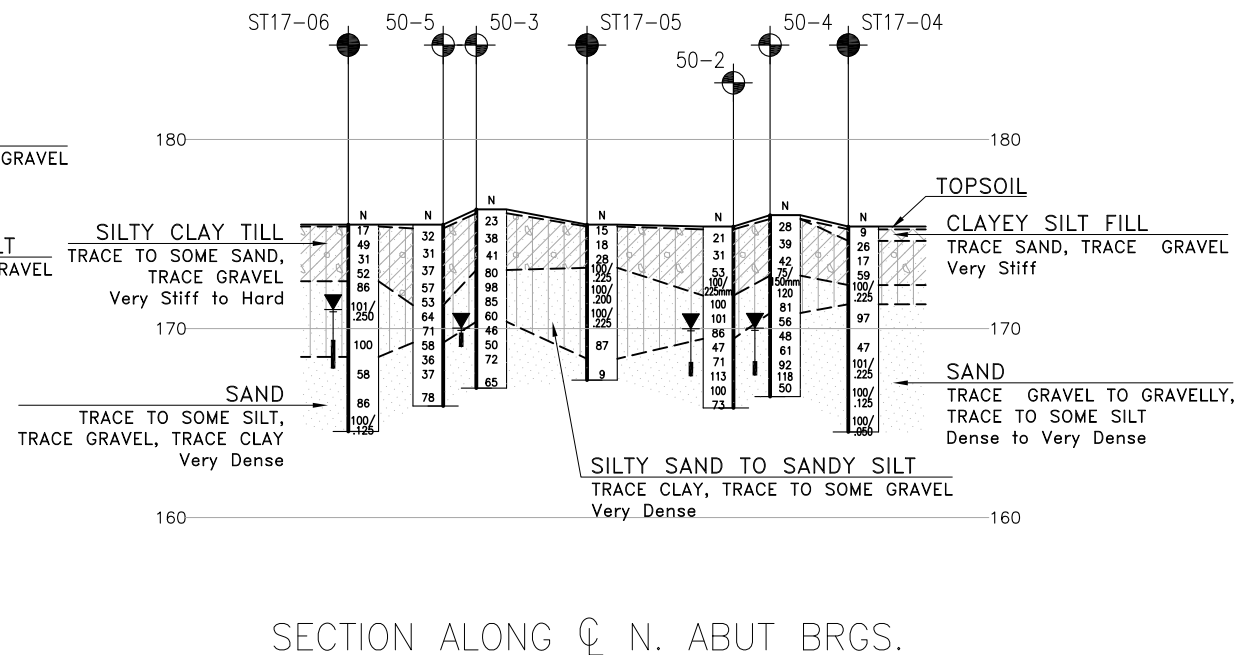 ST17-06
50-5
50-3
ST17-05
50-2
50-4
ST17-04
180
180
GRAVEL
LT
RAVEL
TOPSOIL
CLAYEY SILT FILL
TRACE SAND, TRACE GRAVEL
Very Stiff
SILTY CLAY TILL
TRACE TO SOME SAND,
TRACE GRAVEL
Very Stiff to Hard
N
17
49
31
52
86
101/
.250
100
58
86
100/
.125
N
32
31
37
57
53
64
71
58
36
37
78
N
23
38
41
80
98
85
60
46
50
72
65
N
15
18
28
100/
.225
100/
.200
100/
.225
87
9
N
21
31
53
100/
225mm
100
101
86
47
71
113
100
73
N
28
39
42
75/
150mm
120
81
56
48
61
92
118
50
N
9
26
17
59
100/
.225
97
47
101/
.225
100/
.125
100/
.050
170
170
SAND
TRACE TO SOME SILT,
TRACE GRAVEL, TRACE CLAY
Very Dense
SAND
TRACE GRAVEL TO GRAVELLY,
TRACE TO SOME SILT
Dense to Very Dense
SILTY SAND TO SANDY SILT
TRACE CLAY, TRACE TO SOME GRAVEL
Very Dense
160
160
SECTION ALONG ℄ N. ABUT BRGS.